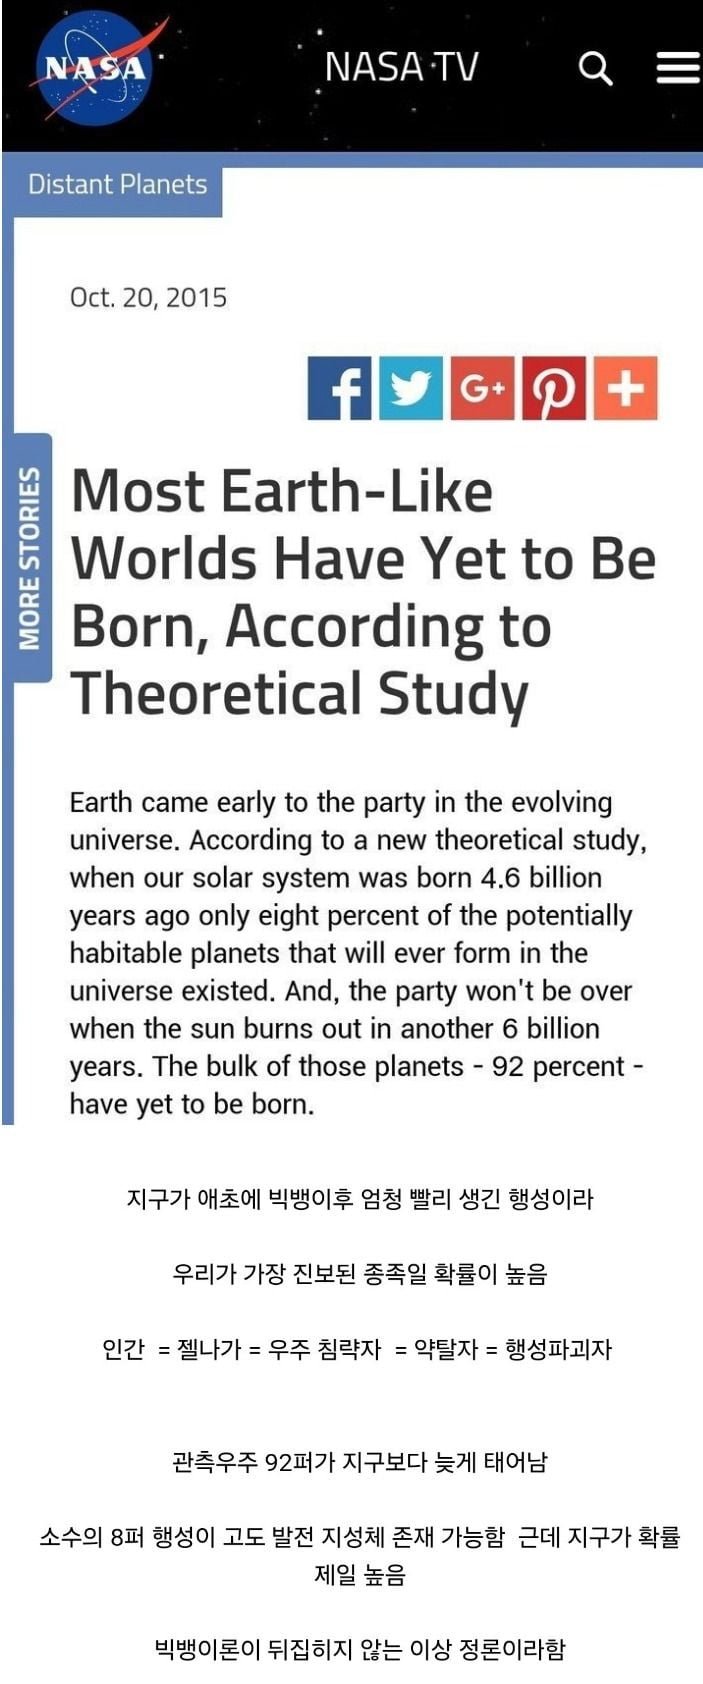 NASA
NASA TV
Distant Planets
Oct. 20, 2015
f
G+
MORE STORIES
Most Earth-Like
Worlds Have Yet to Be
Born, According to
Theoretical Study
Earth came early to the party in the evolving
universe. According to a new theoretical study,
when our solar system was born 4.6 billion
years ago only eight percent of the potentially
habitable planets that will ever form in the
universe existed. And, the party won't be over
when the sun burns out in another 6 billion
years. The bulk of those planets - 92 percent -
have yet to be born.
지구가 애초에 빅뱅이후 엄청 빨리 생긴 행성이라
우리가 가장 진보된 종족일 확률이 높음
인간 = 젤나가 = 우주 침략자 = 약탈자 = 행성파괴자
관측우주 92퍼가 지구보다 늦게 태어남
소수의 8퍼 행성이 고도 발전 지성체 존재 가능함 근데 지구가 확률
제일 높음
빅뱅이론이 뒤집히지 않는 이상 정론이라함